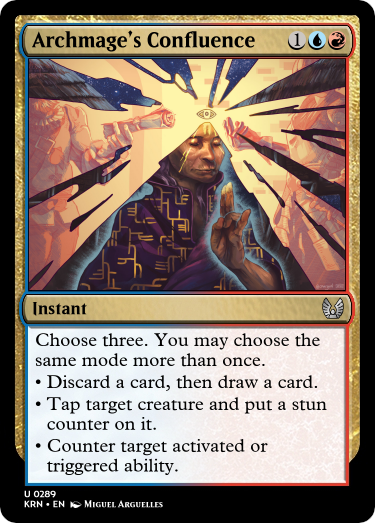 Archmage's Confluence 1
Instant
Choose three. You may choose the
same mode more than once.
• Discard a card, then draw a card.
• Tap target creature and put a stun
counter on it.
• Counter target activated or
triggered ability.
U 0289
KRN • EN Miguel Arguelles